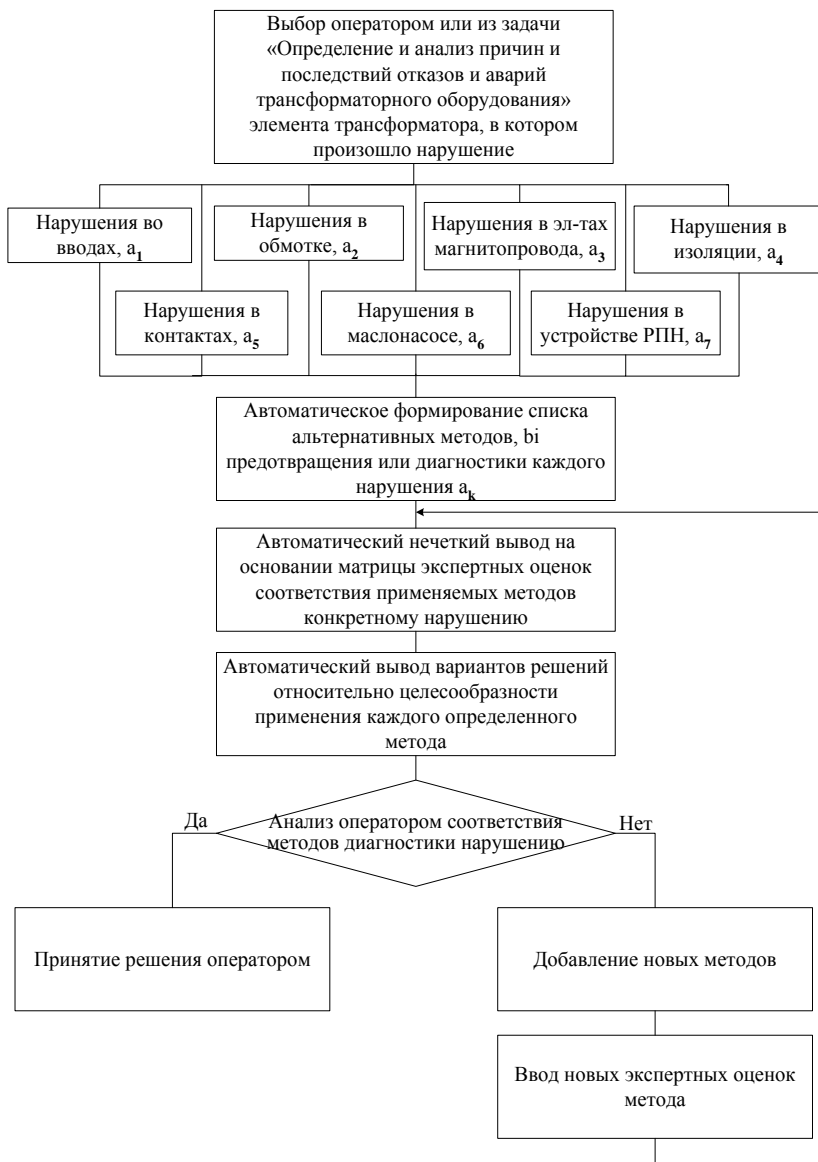 Выбор оператором или из задачи
«Определение и анализ причин и
последствий отказов и аварий
трансформаторного оборудования»
элемента трансформатора, в котором
произошло нарушение
Нарушения во
вводах, a1
Нарушения в
обмотке, a2
Нарушения в эл-тах
магнитопровода, a3
Нарушения в
изоляции, a4
Нарушения в
контактах, a5
Нарушения в
маслонасосе, a6
Нарушения в
устройстве РПН, a7
Автоматическое формирование списка
альтернативных методов, bi
предотвращения или диагностики каждого
нарушения ak
Автоматический нечеткий вывод на
основании матрицы экспертных оценок
соответствия применяемых методов
конкретному нарушению
Автоматический вывод вариантов решений
относительно целесообразности
применения каждого определенного
метода
Да
Анализ оператором соответствия
методов диагностики нарушению
Нет
Принятие решения оператором
Добавление новых методов
Ввод новых экспертных оценок
метода